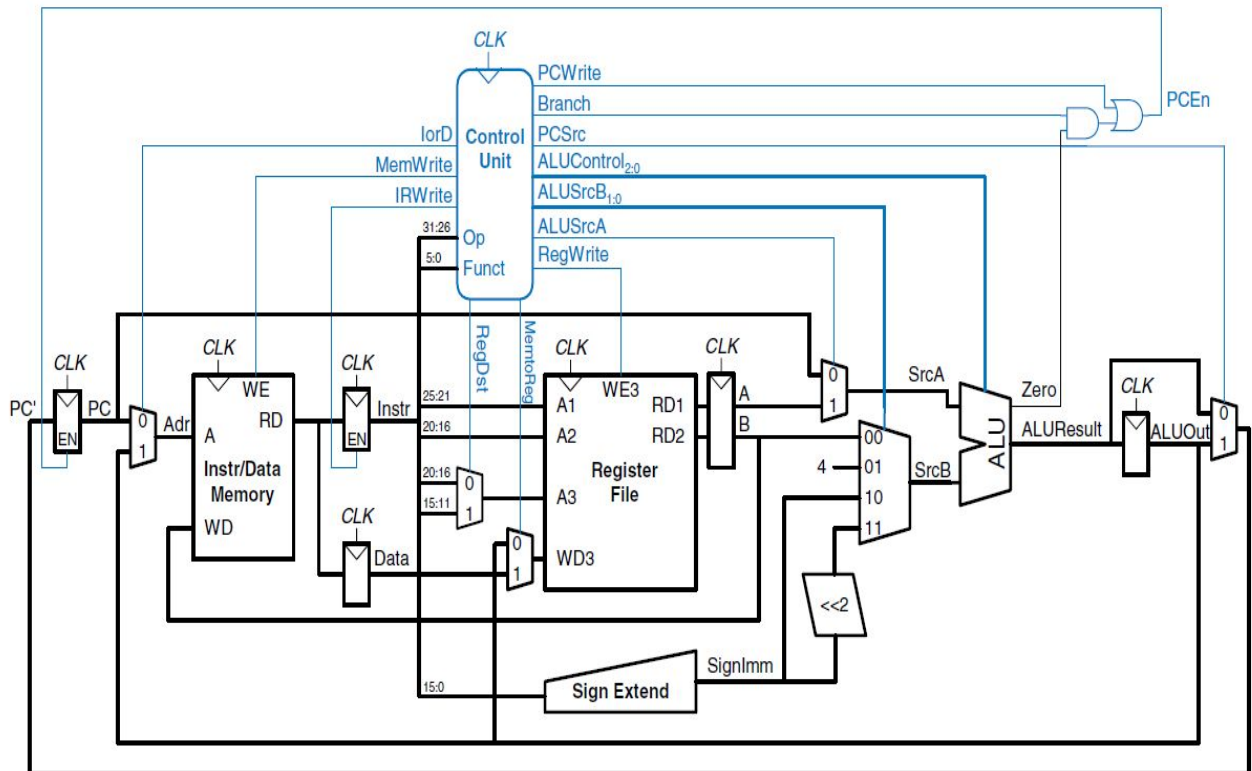 CLK
PCWrite
Branch
PCEn
IorD
Control
Unit
PCSrc
MemWrite
ALUControl2:0
IRWrite
ALUSrcB1:0
31:26
Op
ALUSrcA
5:0
Funct
RegWrite
RegDst
MemtoReg
CLK
CLK
CLK
CLK
CLK
PC'
PC
EN
0
1
Adr
WE
A
RD
Instr/Data
Memory
WD
CLK
EN
Instr
CLK
Data
25:21
20:16
20:16
15:11
0
1
0
1
A1
A2
A3
WD3
WE3
RD1
RD2
Register
File
A
B
0
1
SrcA
00
4
01
10
11
SrcB
ALU
Zero
ALUResult
ALUOut
0
1
<<2
SignImm
15:0
Sign Extend